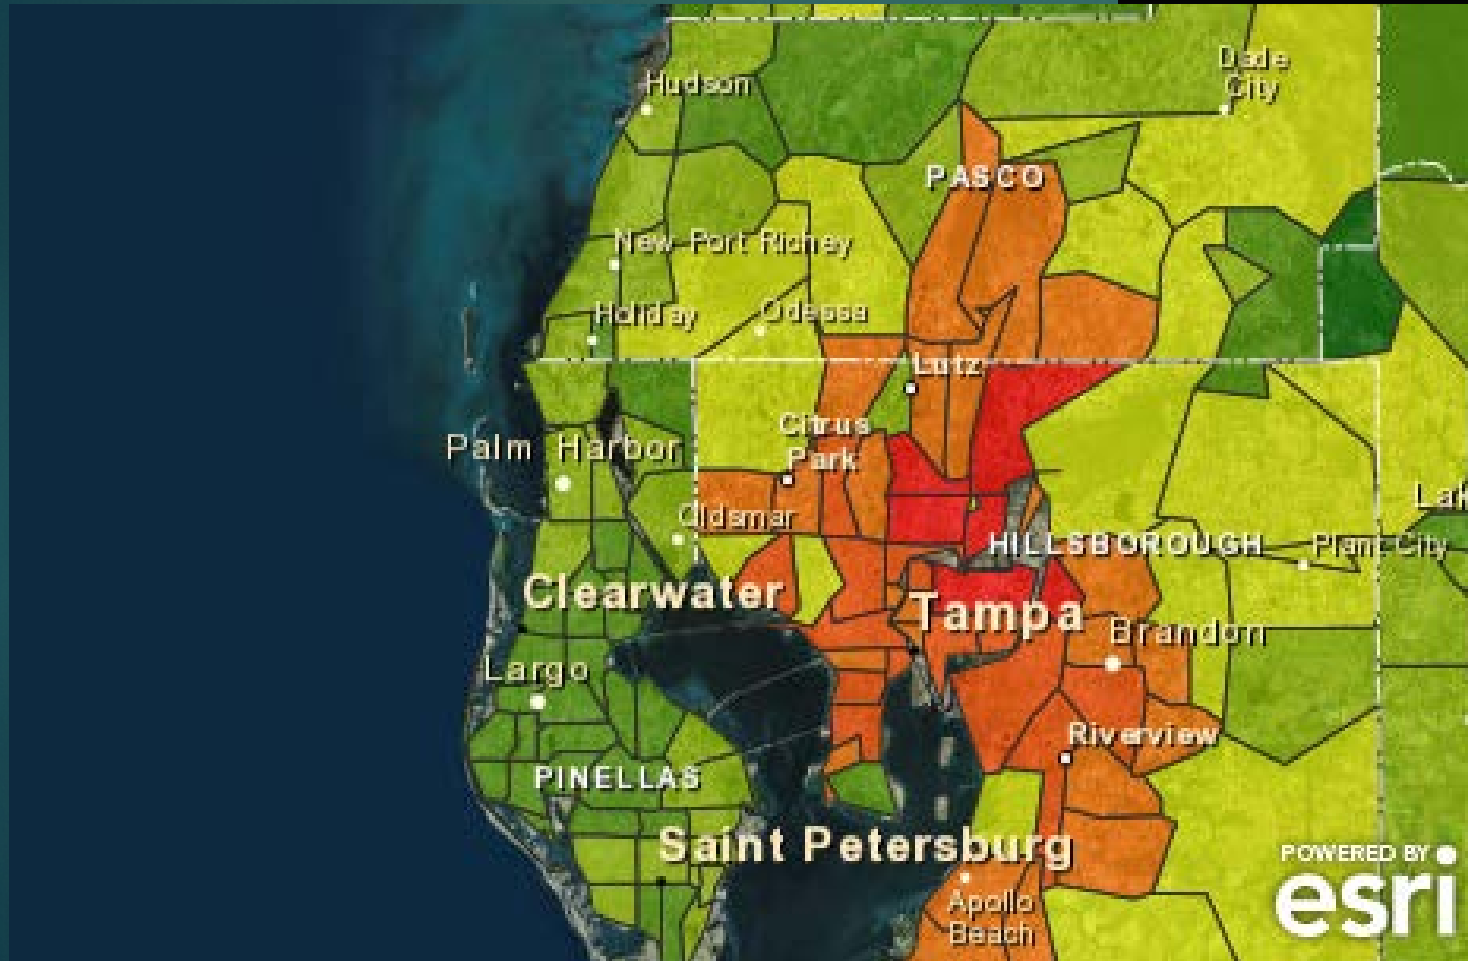 Dade
City
Hudson
PASCO
New Port Richey
Holiday
Odessa
Lutz
Citrus
Park
Palm Harbor
Oldsmar
HILLSBOROUGH
Plant City
Lak
Clearwater
Tampa
Brandon
Largo
Riverview
PINELLAS
Saint Petersburg
Apollo
Beach
POWERED BY
esri